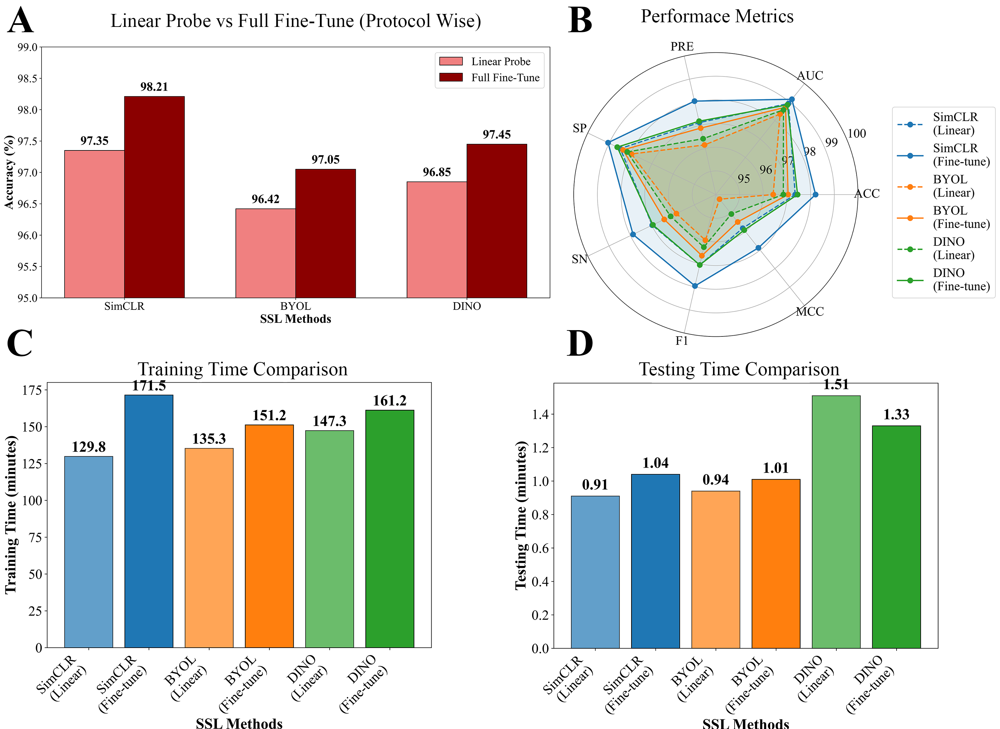 A
Linear Probe vs Full Fine-Tune (Protocol Wise)
99.0
98.5
98.0
97.5
97.0
96.5
96.0
95.5
95.0
Accuracy (%)
Linear Probe
Full Fine-Tune
97.35
98.21
96.42
97.05
96.85
97.45
SimCLR
BYOL
DINO
SSL Methods
B
Performace Metrics
PRE
AUC
SP
ACC
SN
MCC
F1
95
96
97
98
99
100
SimCLR
(Linear)
SimCLR
(Fine-tune)
BYOL
(Linear)
BYOL
(Fine-tune)
DINO
(Linear)
DINO
(Fine-tune)
C
Training Time Comparison
175
150
125
100
75
50
25
0
Training Time (minutes)
129.8
171.5
135.3
151.2
147.3
161.2
SimCLR
(Linear)
SimCLR
(Fine-tune)
BYOL
(Linear)
BYOL
(Fine-tune)
DINO
(Linear)
DINO
(Fine-tune)
SSL Methods
D
Testing Time Comparison
1.4
1.2
1.0
0.8
0.6
0.4
0.2
0.0
Testing Time (minutes)
0.91
1.04
0.94
1.01
1.51
1.33
SimCLR
(Linear)
SimCLR
(Fine-tune)
BYOL
(Linear)
BYOL
(Fine-tune)
DINO
(Linear)
DINO
(Fine-tune)
SSL Methods